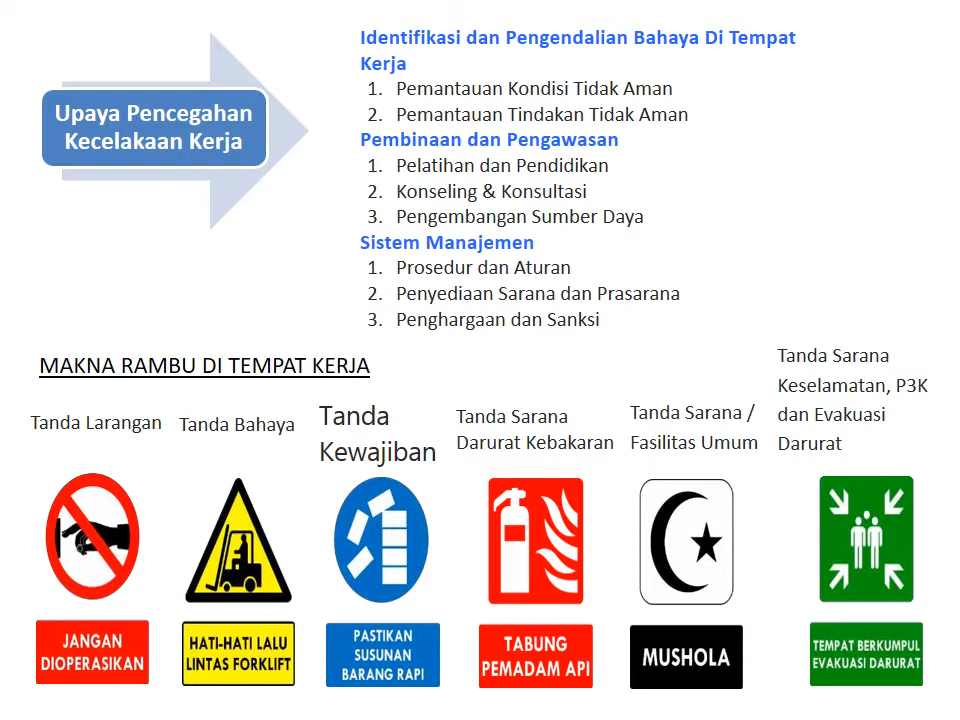 Upaya Pencegahan
Kecelakaan Kerja
Identifikasi dan Pengendalian Bahaya Di Tempat
Kerja
1. Pemantauan Kondisi Tidak Aman
2. Pemantauan Tindakan Tidak Aman
Pembinaan dan Pengawasan
1. Pelatihan dan Pendidikan
2. Konseling & Konsultasi
3. Pengembangan Sumber Daya
Sistem Manajemen
1. Prosedur dan Aturan
2. Penyediaan Sarana dan Prasarana
3. Penghargaan dan Sanksi
MAKNA RAMBU DI TEMPAT KERJA
Tanda Larangan
Tanda Bahaya
Tanda
Kewajiban
Tanda Sarana
Darurat Kebakaran
Tanda Sarana /
Fasilitas Umum
Tanda Sarana
Keselamatan, P3K
dan Evakuasi
Darurat
JANGAN
DIOPERASIKAN
HATI-HATI LALU
LINTAS FORKLIFT
PASTIKAN
SUSUNAN
BARANG RAPI
TABUNG
PEMADAM API
MUSHOLA
TEMPAT BERKUMPUL
EVAKUASI DARURAT